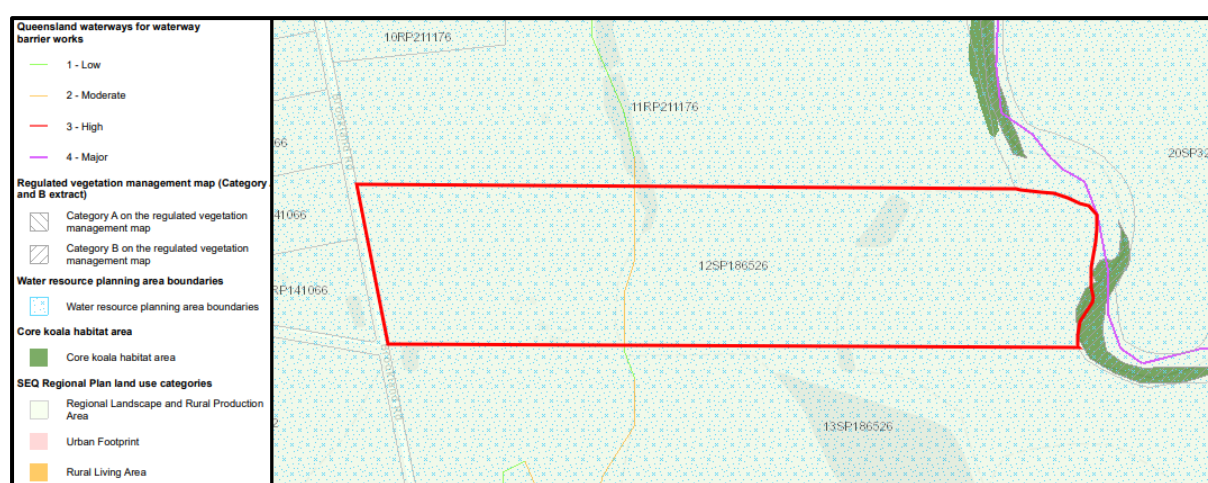 Queensland waterways for waterway
barrier works
1 - Low
2 - Moderate
3 - High
4 - Major
Regulated vegetation management map (Category
and B extract)
Category A on the regulated vegetation
management map
Category B on the regulated vegetation
management map
Water resource planning area boundaries
Water resource planning area boundaries
Core koala habitat area
Core koala habitat area
SEQ Regional Plan land use categories
Regional Landscape and Rural Production
Area
Urban Footprint
Rural Living Area
10RP211176
11RP211176
66
20SP32
41066
12SP186526
RP141066
13SP186526
2